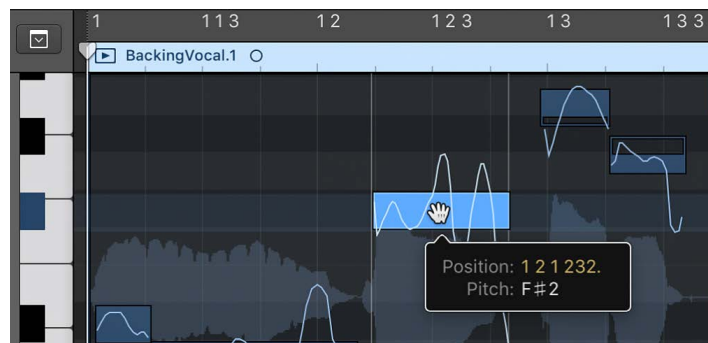 1 1 1 3 1 2 1 2 3 1 3 1 3 3
BackingVocal.1
Position: 1 2 1 232.
Pitch: F♯2